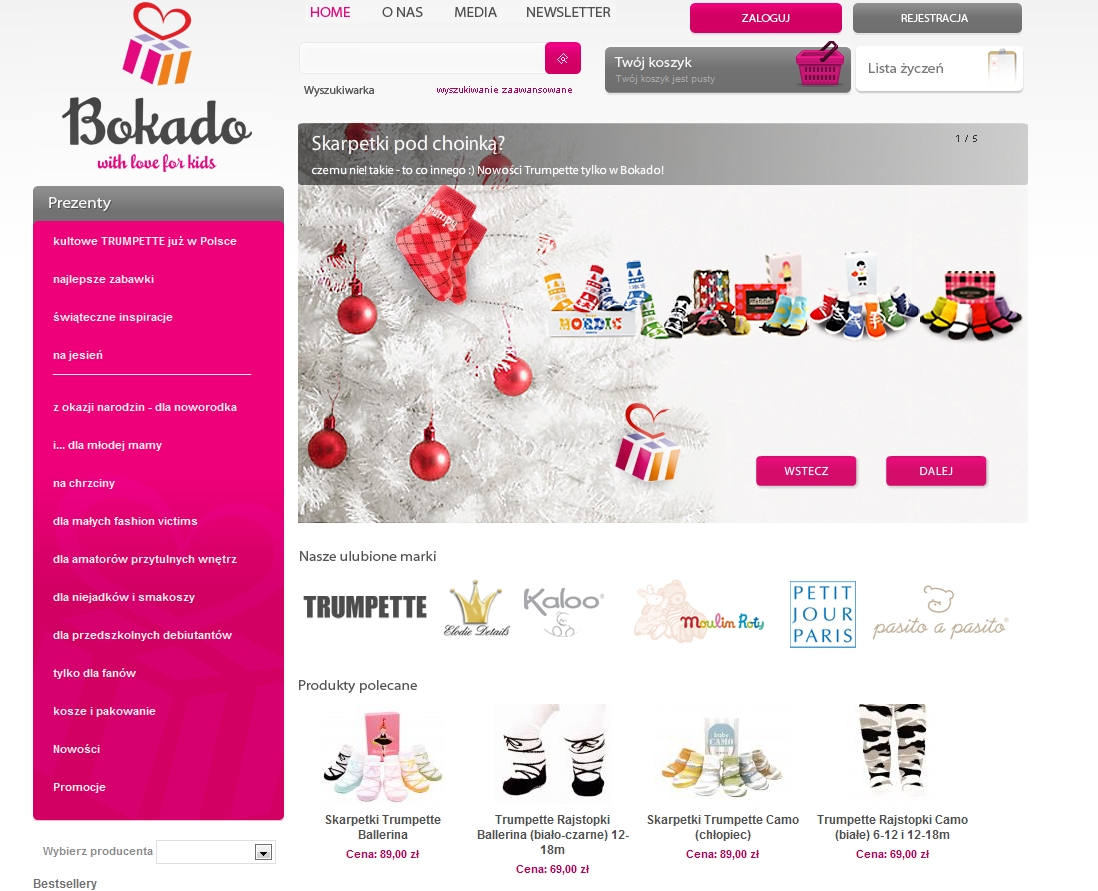 HOME O NAS MEDIA NEWSLETTER
ZALOGUJ
REJESTRACJA
Bokado
with love for kids
Wyszukiwarka
wyszukiwanie zaawansowane
Twój koszyk
Twój koszyk jest pusty
Lista życzeń
Skarpetki pod choinką?
1 / 5
czemu nie! takie - to co innego :) Nowości Trumpette tylko w Bokado!
NORDIC
minnie
WSTECZ
DALEJ
Prezenty
kultowe TRUMPETTE już w Polsce
najlepsze zabawki
świąteczne inspiracje
na jesień
z okazji narodzin - dla noworodka
i... dla młodej mamy
na chrzciny
dla małych fashion victims
dla amatorów przytulnych wnętrz
dla niejadków i smakoszy
dla przedszkolnych debiutantów
tylko dla fanów
kosze i pakowanie
Nowości
Promocje
Wybierz producenta
Bestsellery
Nasze ulubione marki
TRUMPETTE
Elodie Details
Kaloo
Moulin Roty
PETIT
JOUR
PARIS
pasito a pasito
Produkty polecane
Skarpetki Trumpette
Ballerina
Cena: 89,00 zł
Trumpette Rajstopki
Ballerina (biało-czarne) 12-
18m
Cena: 69,00 zł
baby
CAMO
Skarpetki Trumpette Camo
(chłopiec)
Cena: 89,00 zł
Trumpette Rajstopki Camo
(białe) 6-12 i 12-18m
Cena: 69,00 zł